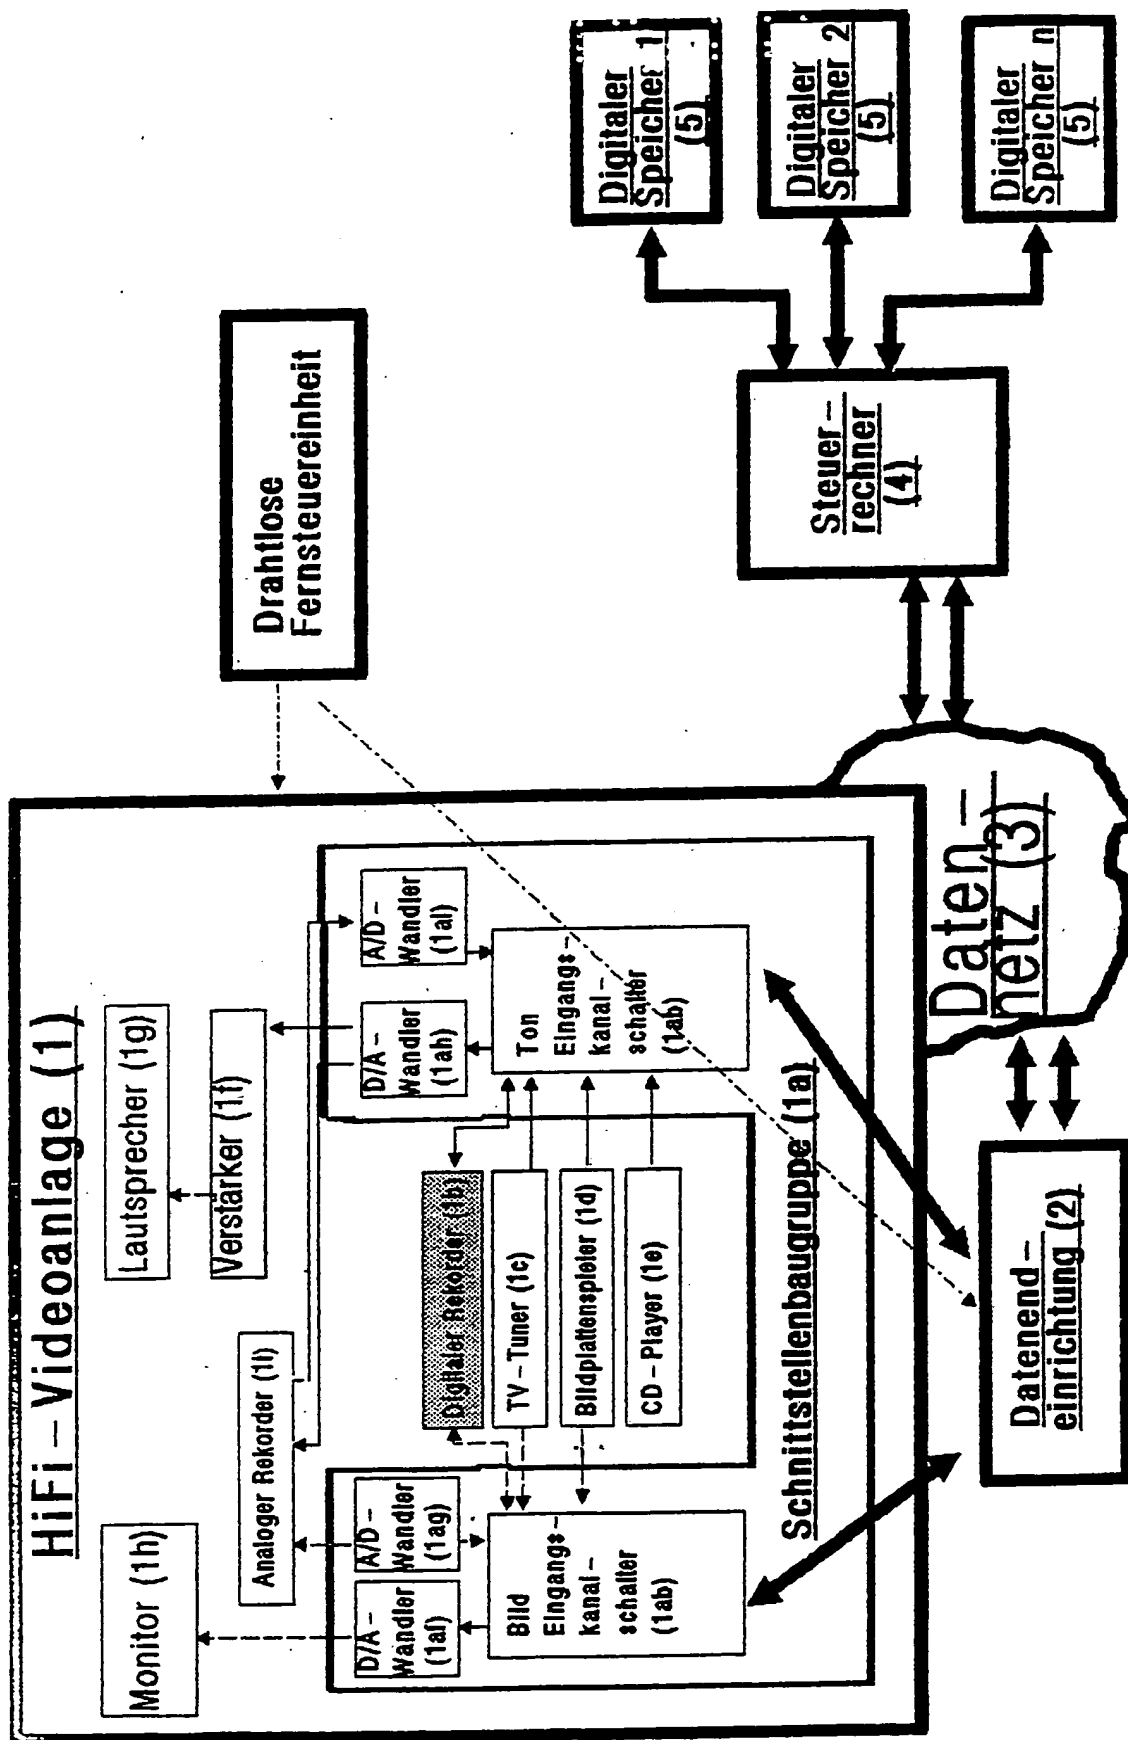 HiFi-Videoanlage (1)
Monitor (1h)
Lautsprecher (1g)
Verstärker (1f)
Analoger Rekorder (1i)
D/A-
Wandler
(1af)
A/D-
Wandler
(1ag)
D/A-
Wandler
(1ah)
A/D-
Wandler
(1ai)
Bild
Eingangs-
kanal-
schalter
(1ab)
Digitaler Rekorder (1b)
TV-Tuner (1c)
Bildplattenspieler (1d)
CD-Player (1e)
Ton
Eingangs-
kanal-
schalter
(1ab)
Schnittstellenbaugruppe (1a)
Drahtlose
Fernsteuereinheit
Datenend-
einrichtung (2)
Daten-
netz (3)
Steuer-
rechner
(4)
Digitaler
Speicher 1
(5)
Digitaler
Speicher 2
(5)
Digitaler
Speicher n
(5)